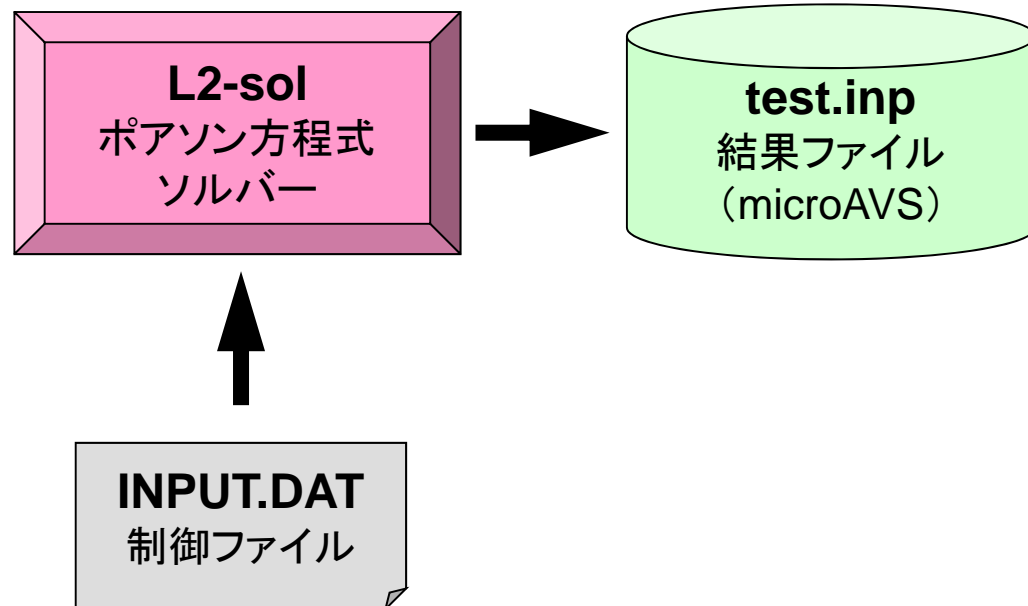 L2-sol
ポアソン方程式
ソルバー
test.inp
結果ファイル
（microAVS）
INPUT.DAT
制御ファイル